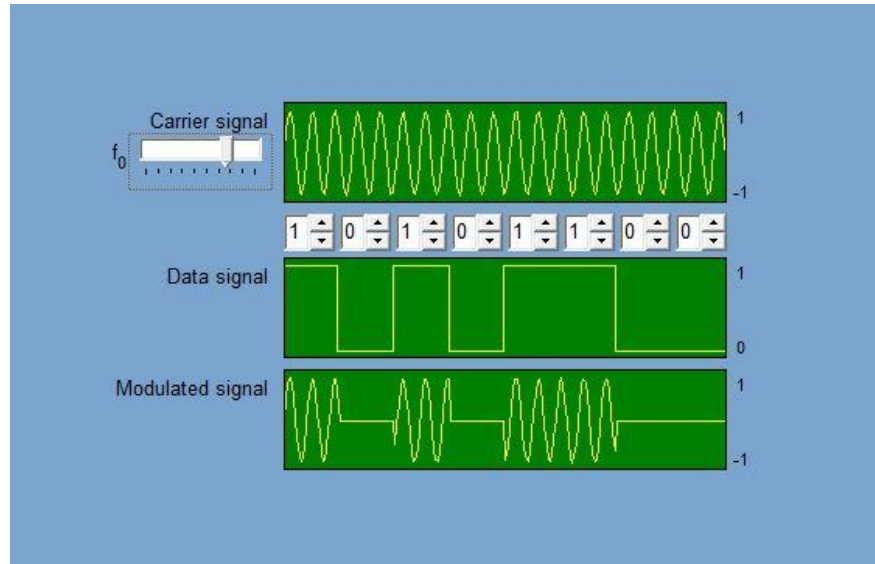 Carrier signal
f0
1
-1
1 0 1 0 1 1 0 0
Data signal
1
0
Modulated signal
1
-1